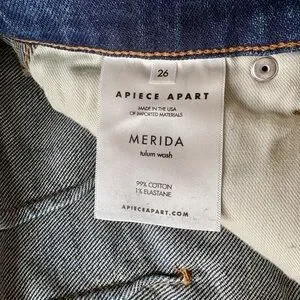 26
APIECE APART
MADE IN THE USA
OF IMPORTED MATERIALS
MERIDA
tulum wash
99% COTTON
1% ELASTANE
APIECEAPART.COM